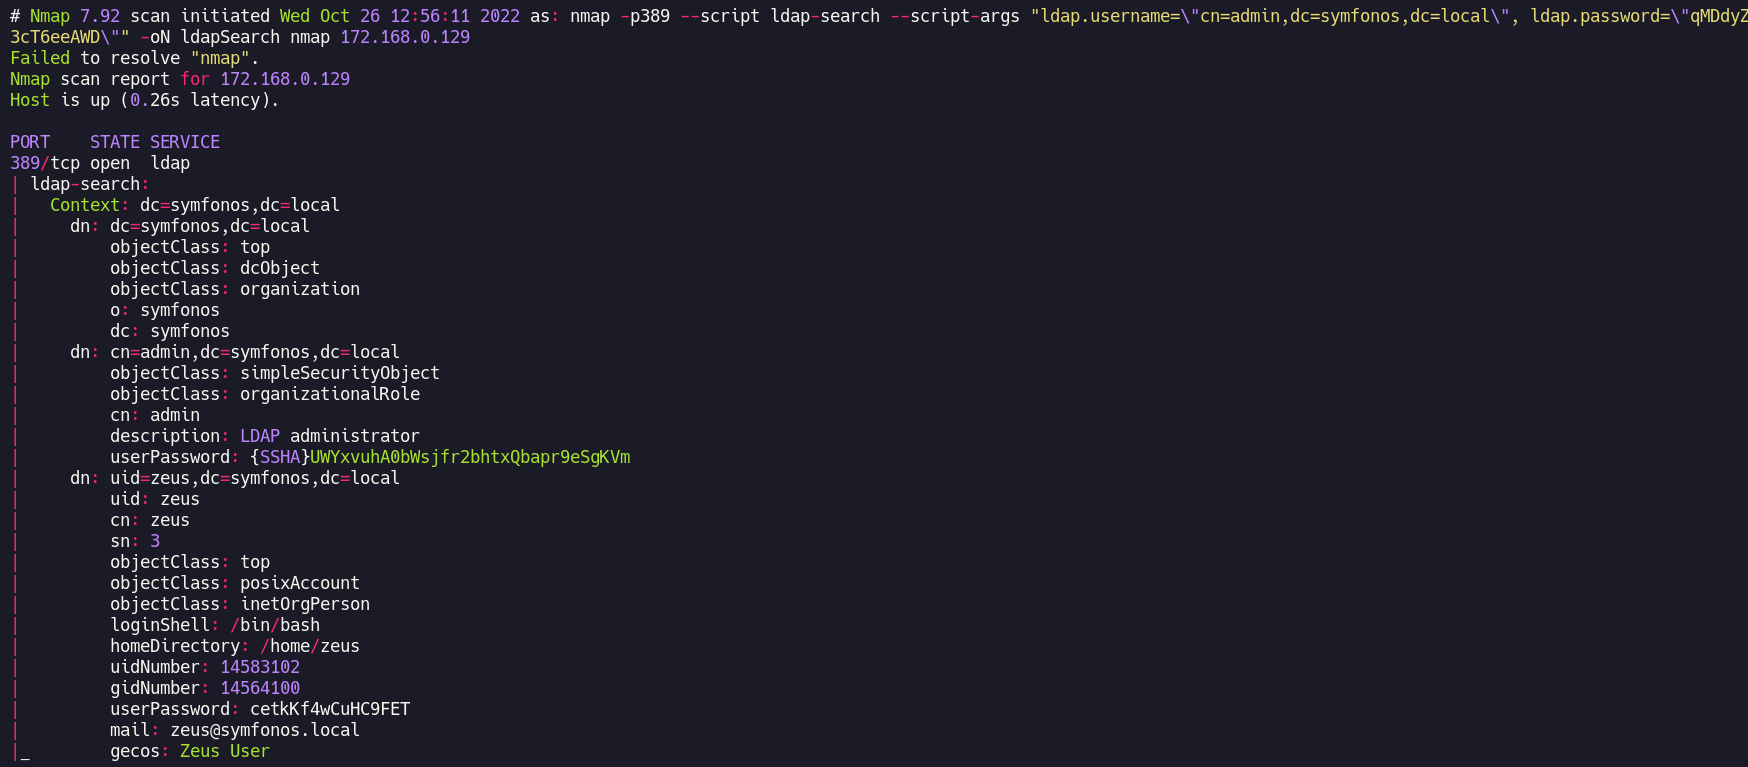 # Nmap 7.92 scan initiated Wed Oct 26 12:56:11 2022 as: nmap -p389 --script ldap-search --script-args "ldap.username=\"cn=admin,dc=symfonos,dc=local\", ldap.password=\"qMDdyZ
3cT6eeAWD\"" -oN ldapSearch nmap 172.168.0.129
Failed to resolve "nmap".
Nmap scan report for 172.168.0.129
Host is up (0.26s latency).

PORT    STATE SERVICE
389/tcp open  ldap
| ldap-search:
|   Context: dc=symfonos,dc=local
|     dn: dc=symfonos,dc=local
|         objectClass: top
|         objectClass: dcObject
|         objectClass: organization
|         o: symfonos
|         dc: symfonos
|     dn: cn=admin,dc=symfonos,dc=local
|         objectClass: simpleSecurityObject
|         objectClass: organizationalRole
|         cn: admin
|         description: LDAP administrator
|         userPassword: {SSHA}UWYxvuhA0bWsjfr2bhtxQbapr9eSgKVm
|     dn: uid=zeus,dc=symfonos,dc=local
|         uid: zeus
|         cn: zeus
|         sn: 3
|         objectClass: top
|         objectClass: posixAccount
|         objectClass: inetOrgPerson
|         loginShell: /bin/bash
|         homeDirectory: /home/zeus
|         uidNumber: 14583102
|         gidNumber: 14564100
|         userPassword: cetkKf4wCuHC9FET
|         mail: zeus@symfonos.local
|_        gecos: Zeus User